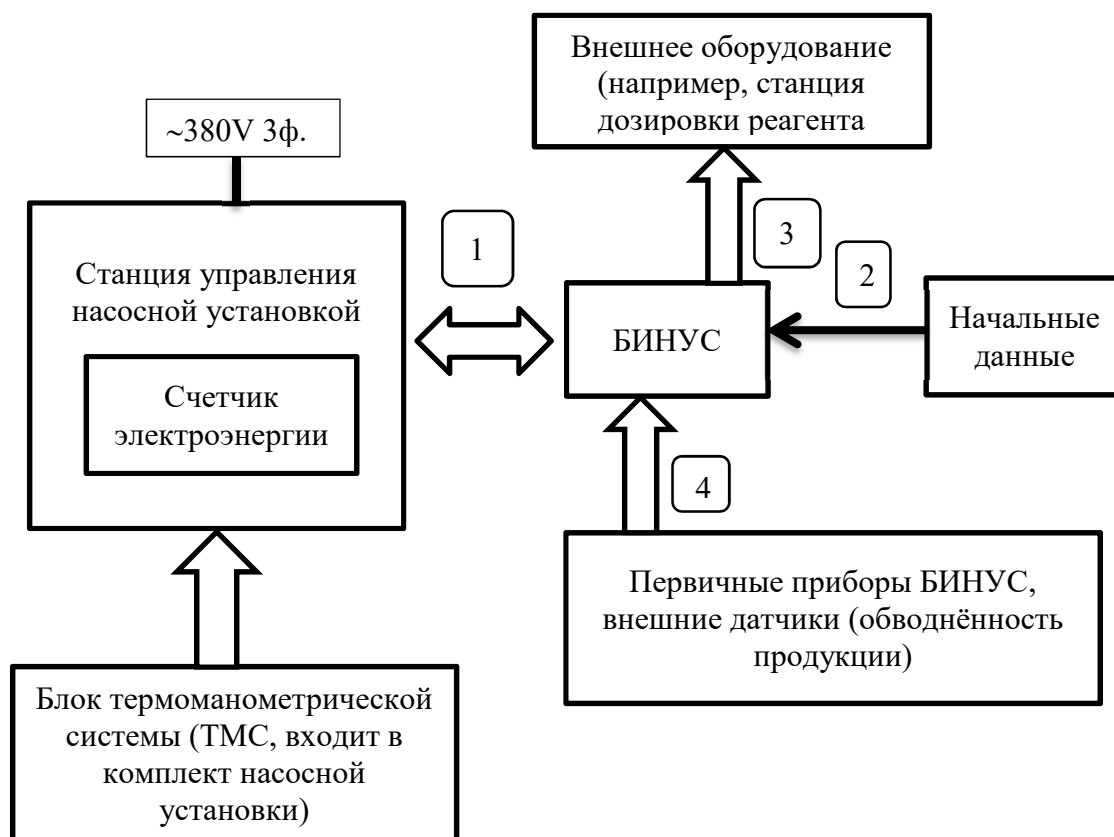 Внешнее оборудование
(например, станция
дозировки реагента
~380V 3ф.
1
3
2
Станция управления
насосной установкой
БИНУС
Начальные
данные
Счетчик
электроэнергии
4
Первичные приборы БИНУС,
внешние датчики (обводнённость
продукции)
Блок термоманометрической
системы (ТМС, входит в
комплект насосной
установки)